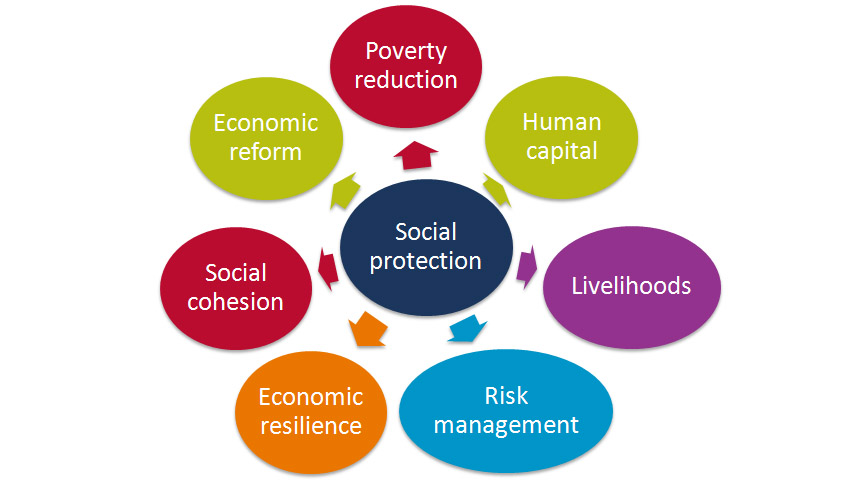 Poverty
reduction
Human
capital
Livelihoods
Risk
management
Economic
resilience
Social
cohesion
Economic
reform
Social
protection